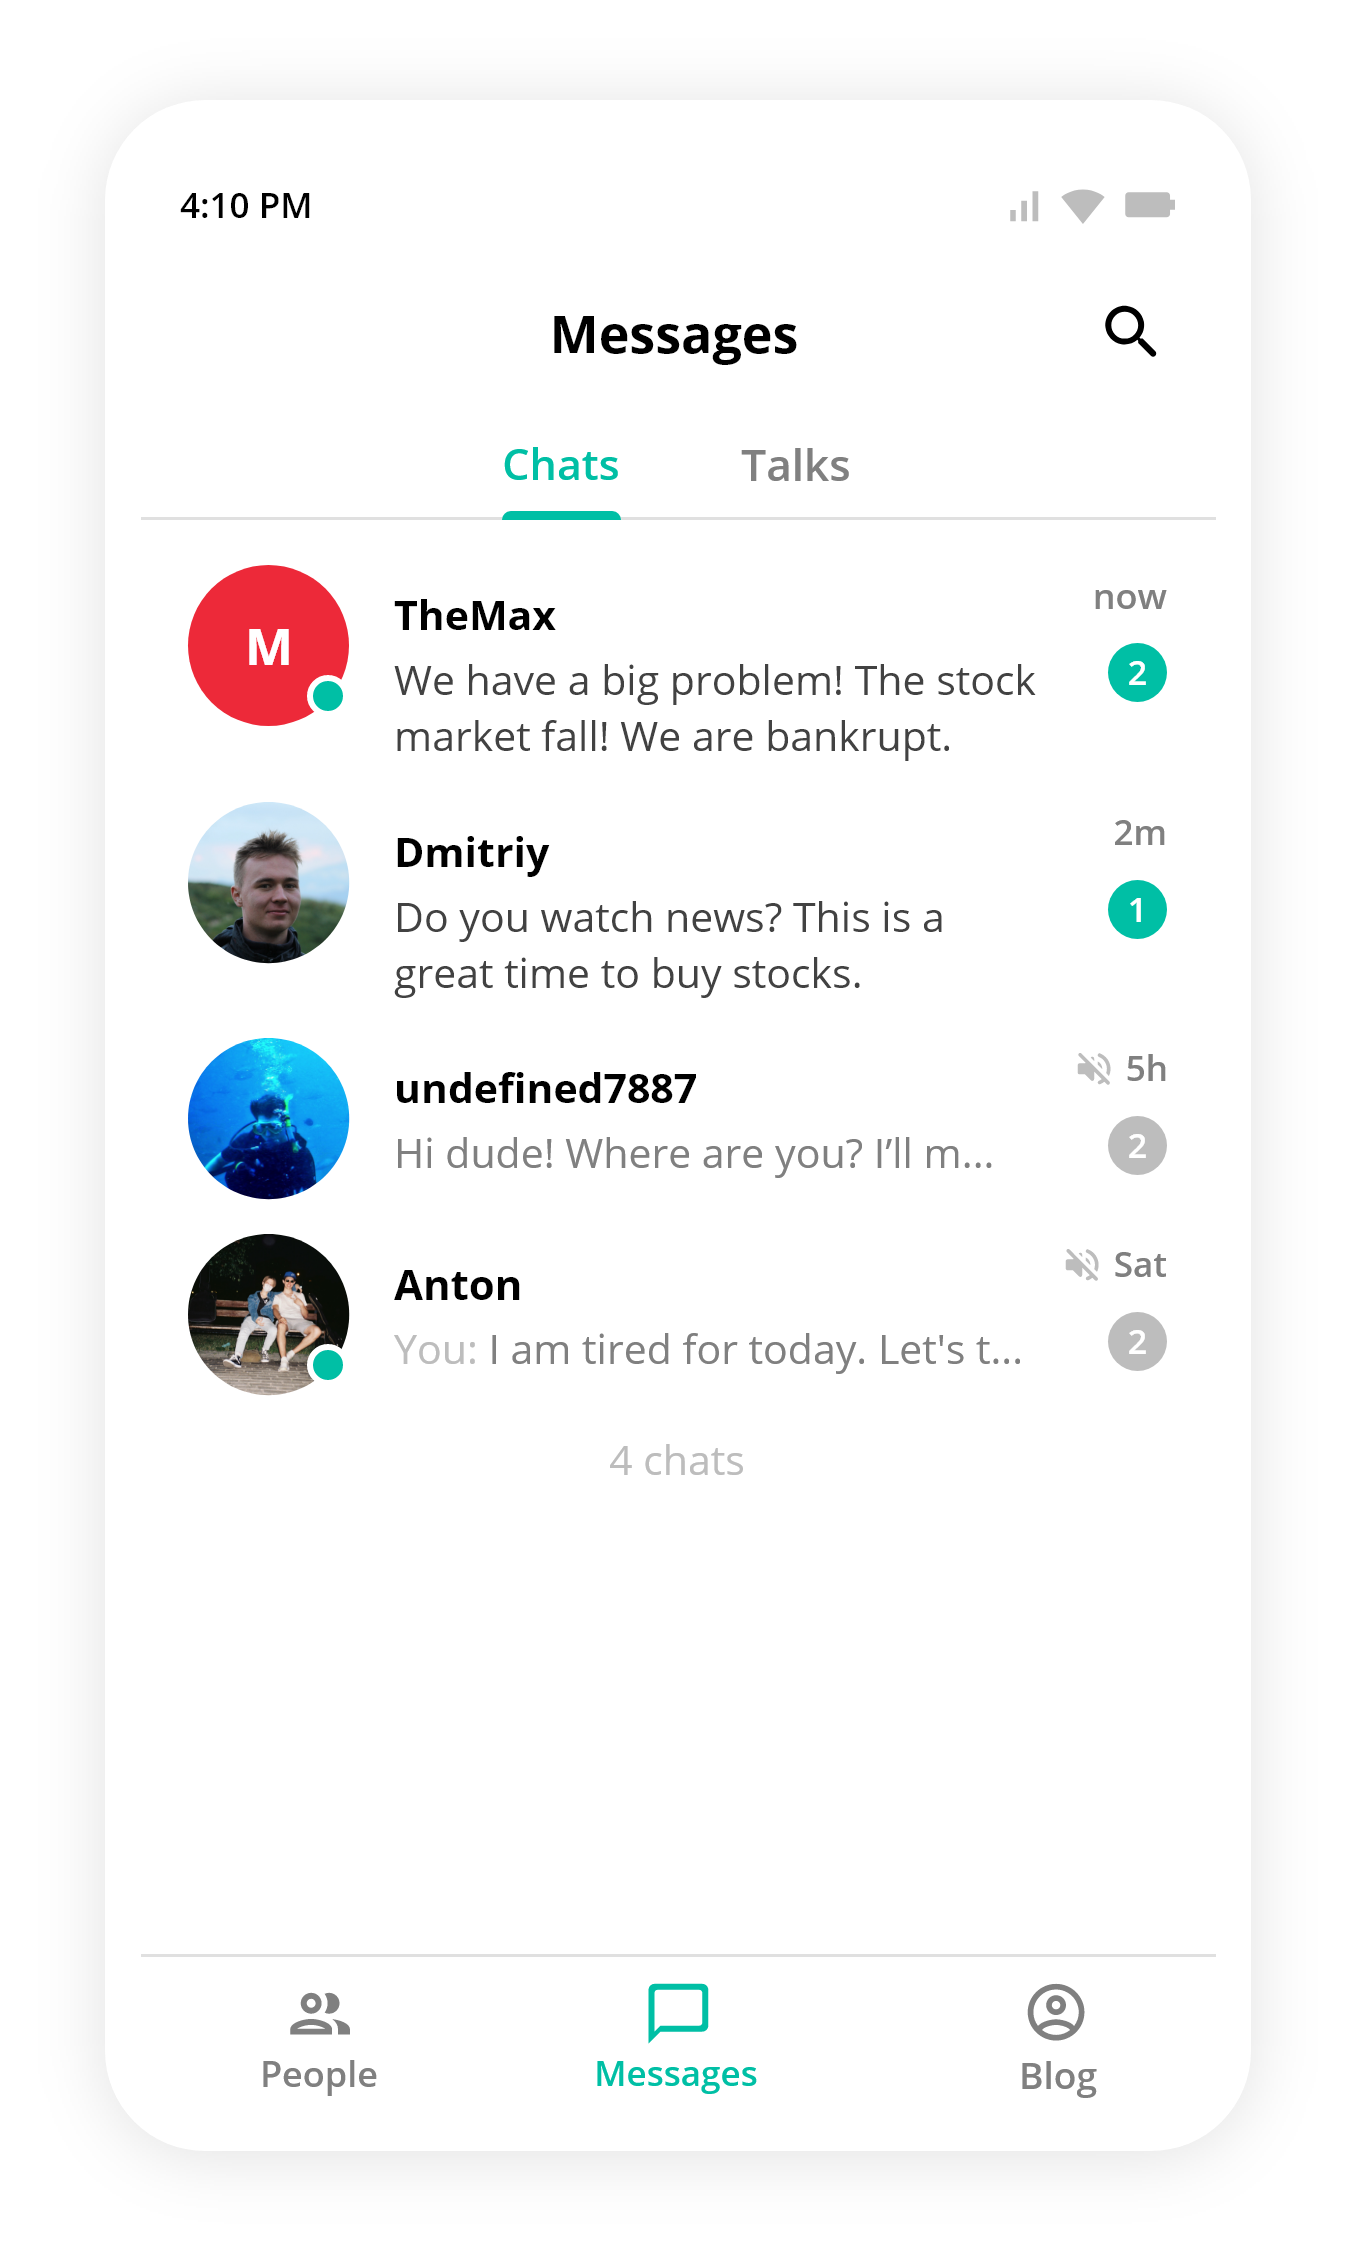 4:10 PM
Messages
Chats Talks
M
TheMax
now
We have a big problem! The stock
2
market fall! We are bankrupt.
Dmitriy
2m
Do you watch news? This is a
1
great time to buy stocks.
undefined7887
5h
Hi dude! Where are you? I’ll m...
2
Anton
Sat
You: I am tired for today. Let's t...
2
4 chats
People Messages Blog